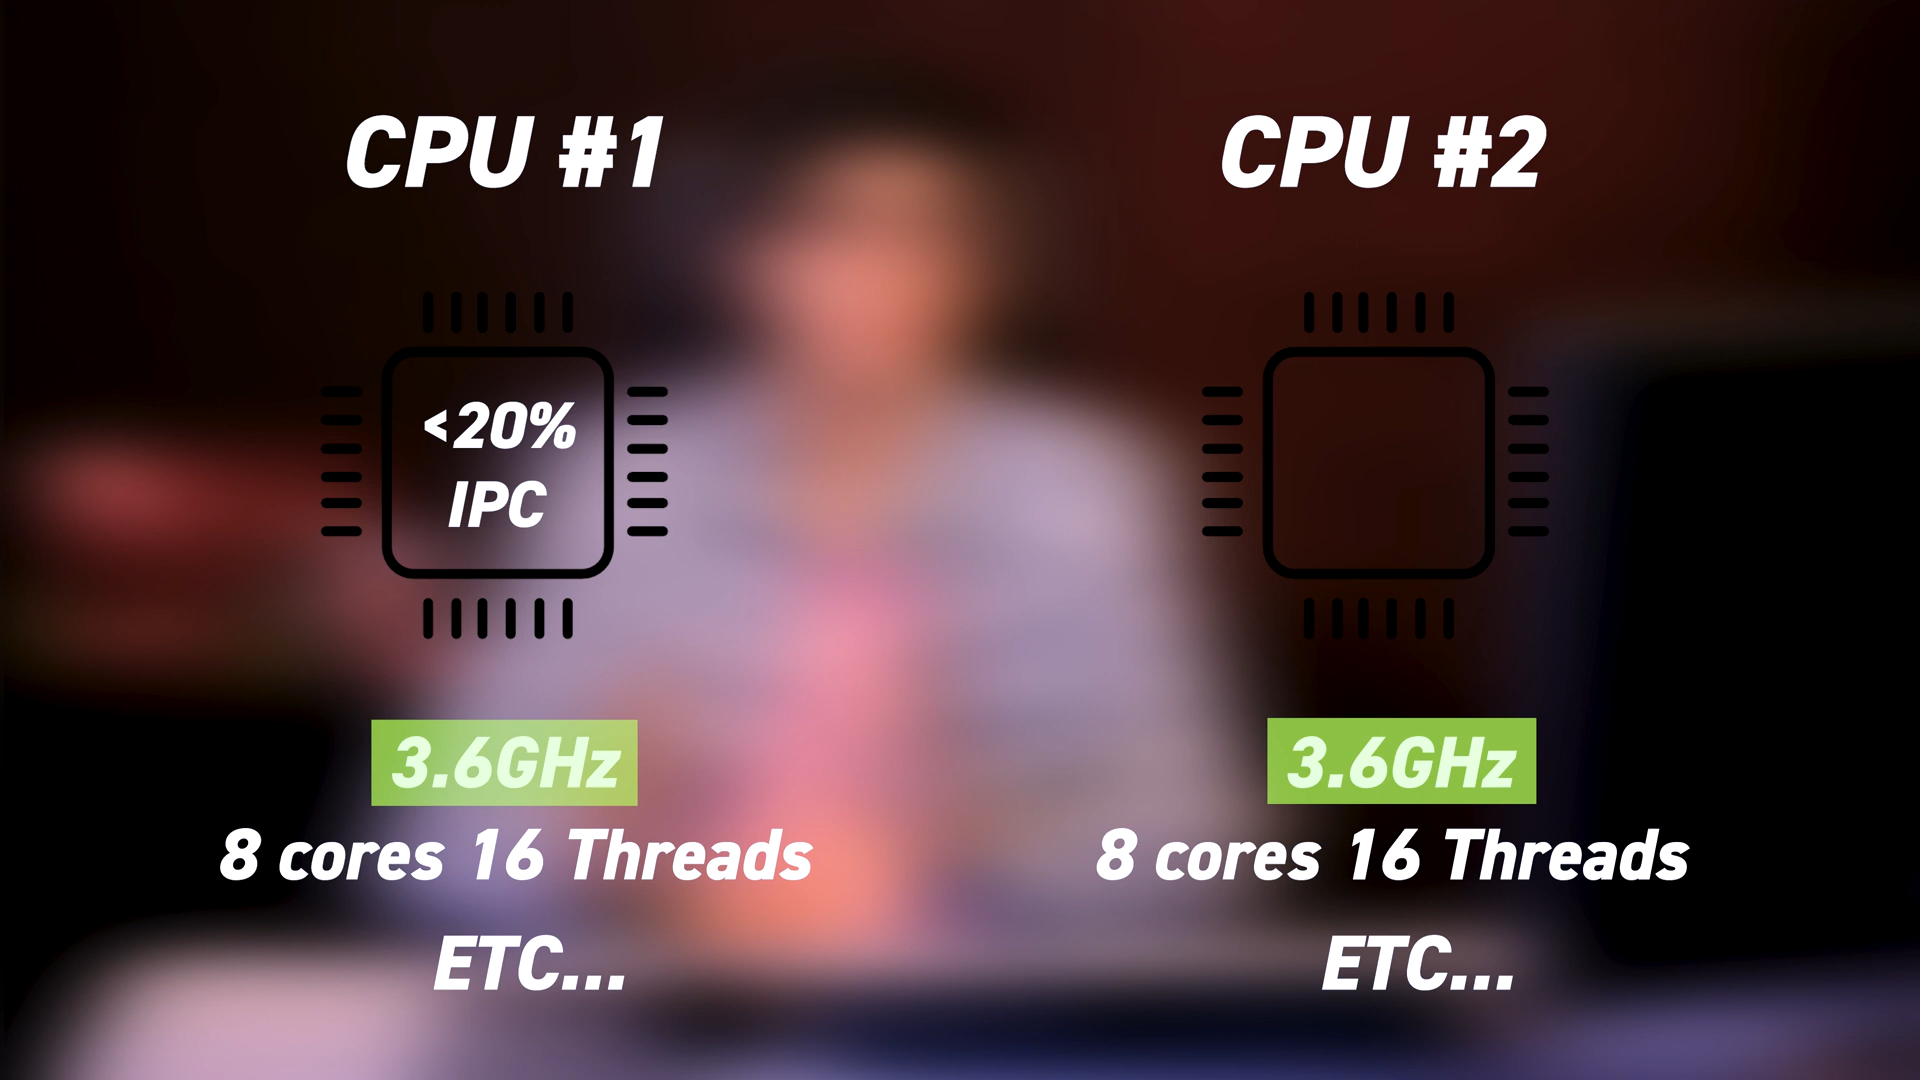 CPU #1
<20%
IPC
3.6GHz
8 cores 16 Threads
ETC...
CPU #2
3.6GHz
8 cores 16 Threads
ETC...